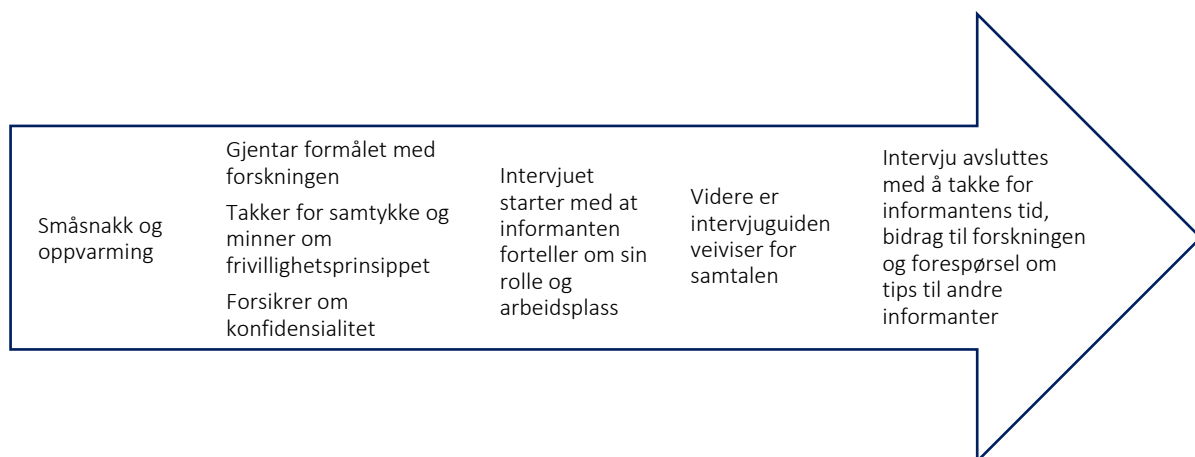 Småsnakk og
oppvarming
Gjentar formålet med
forskningen
Takker for samtykke og
minner om
frivillighetsprinsippet
Forsikrer om
konfidensialitet
Intervjuet
starter med at
informanten
forteller om sin
rolle og
arbeidsplass
Videre er
intervjuguiden
veiviser for
samtalen
Intervju avsluttes
med å takke for
informantens tid,
bidrag til forskningen
og forespørsel om
tips til andre
informanter